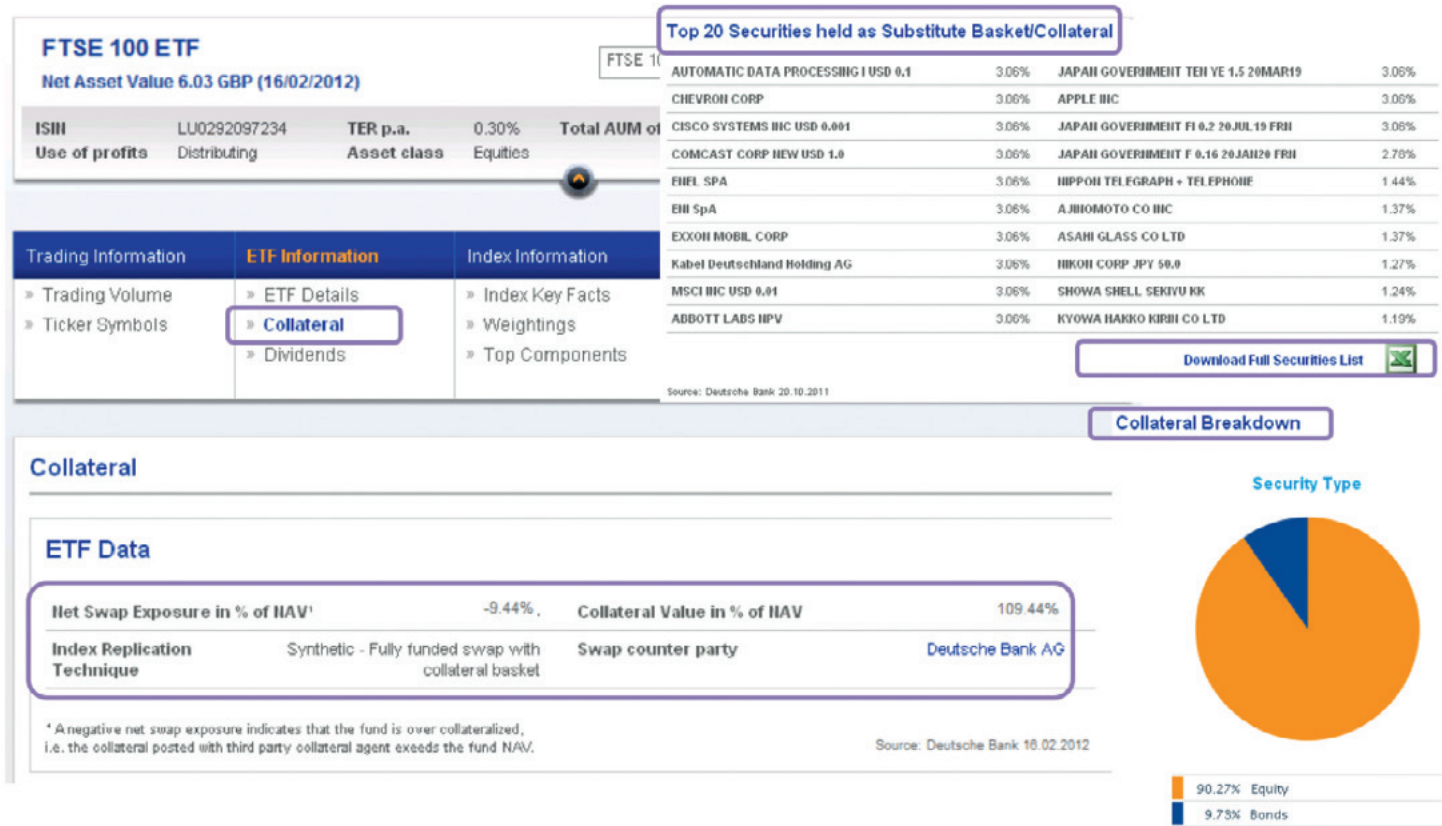 FTSE 100 ETF
Net Asset Value 6.03 GBP (16/02/2012)
FTSE 10
ISIN LU0292097234 TER p.a. 0.30% Total AUM of
Use of profits Distributing Asset class Equities
Top 20 Securities held as Substitute Basket/Collateral
AUTOMATIC DATA PROCESSING I USD 0.1 3.06% JAPAN GOVERNMENT TEN YE 1.5 20MAR19 3.06%
CHEVRON CORP 3.06% APPLE INC 3.06%
CISCO SYSTEMS INC USD 0.001 3.06% JAPAN GOVERNMENT FI 0.2 20JUL19 FRN 3.06%
COMCAST CORP NEW USD 1.0 3.06% JAPAN GOVERNMENT F 0.16 20JAN20 FRN 2.78%
ENEL SPA 3.06% NIPPON TELEGRAPH + TELEPHONE 1.44%
ENI SpA 3.06% AJINOMOTO CO INC 1.37%
EXXON MOBIL CORP 3.06% ASAHI GLASS CO LTD 1.37%
Kabel Deutschland Holding AG 3.06% NIKON CORP JPY 50.0 1.27%
MSCI INC USD 0.01 3.06% SHOWA SHELL SEKIYU KK 1.24%
ABBOTT LABS NPV 3.06% KYOWA HAKKO KIRIN CO LTD 1.19%
Download Full Securities List
Source: Deutsche Bank 20.10.2011
Trading Information ETF Information Index Information
» Trading Volume » ETF Details » Index Key Facts
» Ticker Symbols » Collateral » Weightings
» Dividends » Top Components
Collateral Breakdown
Security Type
90.27% Equity
9.73% Bonds
Collateral
ETF Data
Net Swap Exposure in % of NAV¹ -9.44% . Collateral Value in % of NAV 109.44%
Index Replication Synthetic - Fully funded swap with Swap counter party Deutsche Bank AG
Technique collateral basket
¹ A negative net swap exposure indicates that the fund is over collateralized,
i.e. the collateral posted with third party collateral agent exeeds the fund NAV.
Source: Deutsche Bank 16.02.2012